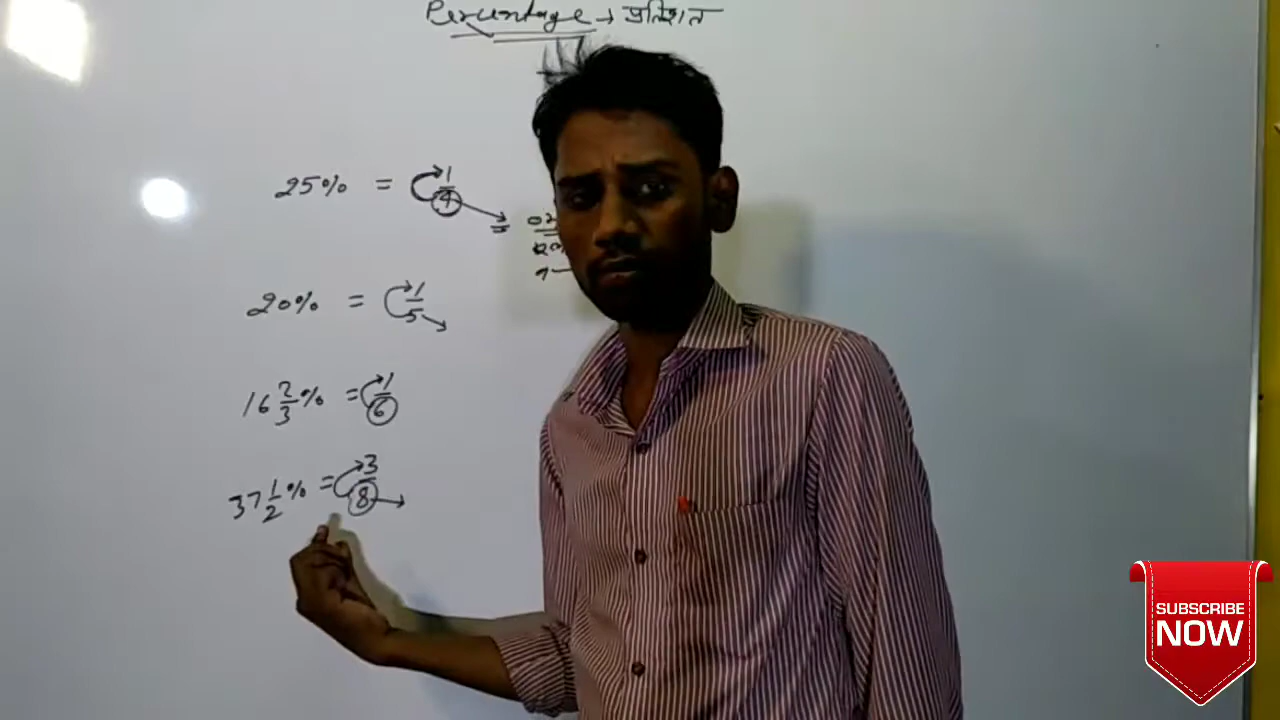 Percentage → प्रतिशत
25% = 1/4 =
20% = 1/5
16 2/3% = 1/6
37 1/2% = 3/8
SUBSCRIBE
NOW